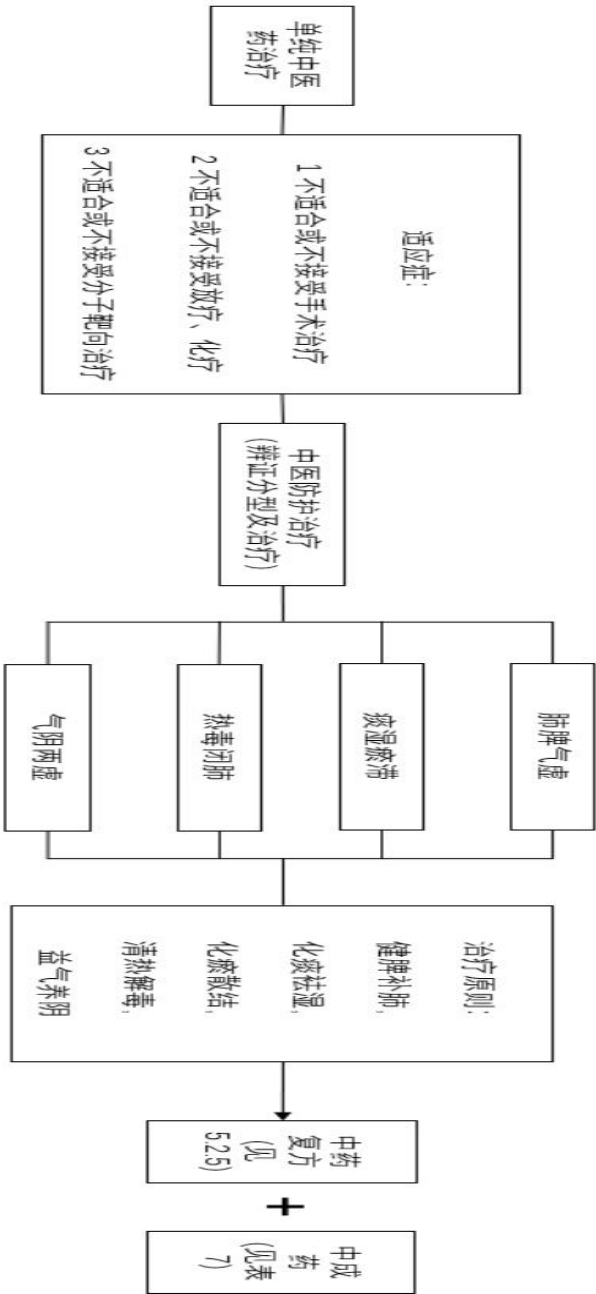 单纯中医
药治疗
适应症：
1 不适合或不接受手术治疗
2 不适合或不接受放疗、化疗
3 不适合或不接受分子靶向治疗
中医防护治疗
(辨证分型及治疗)
肺脾气虚
痰湿瘀滞
热毒闭肺
气阴两虚
治疗原则：
健脾补肺,
化痰祛湿,
化瘀散结,
清热解毒,
益气养阴
中药
复方
(见
5.2.5)
+
中成
药
(见表
7)